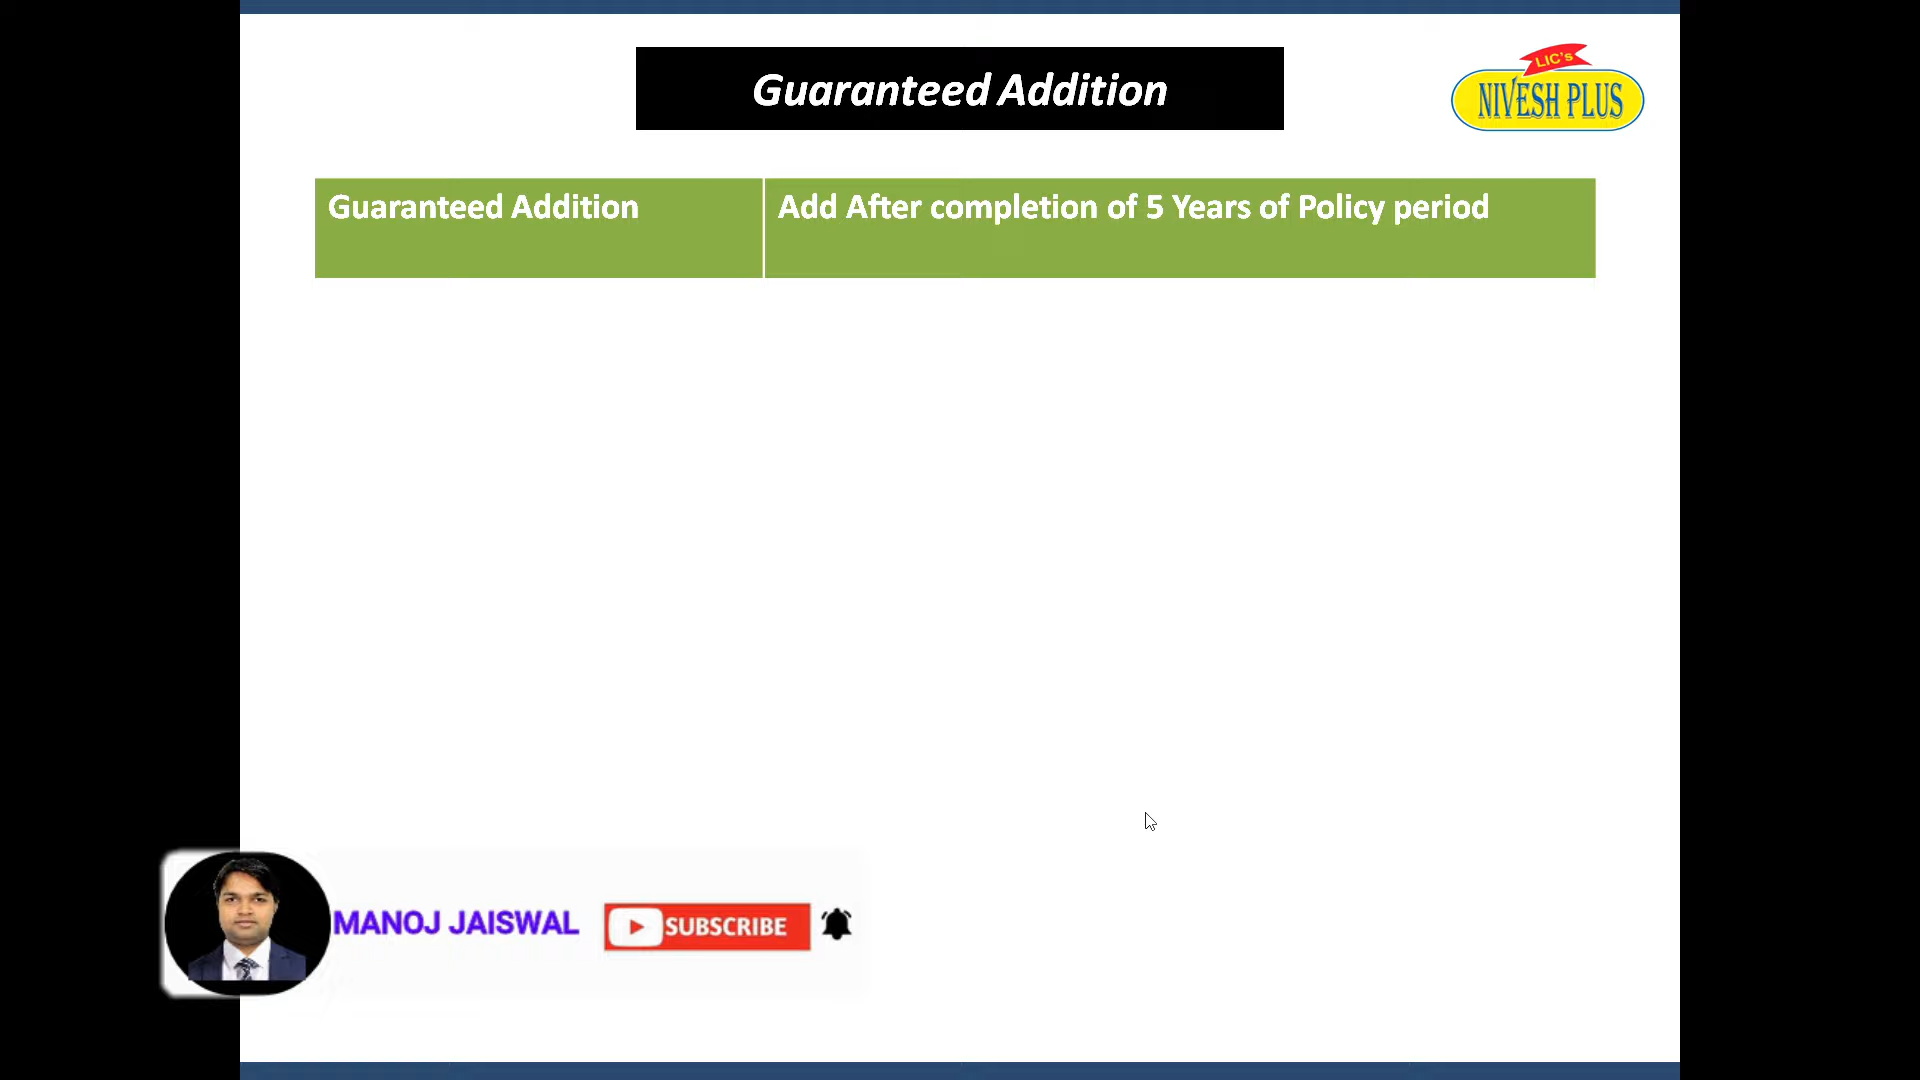 Guaranteed Addition
LIC's
NIVESH PLUS
Guaranteed Addition
Add After completion of 5 Years of Policy period
MANOJ JAISWAL
SUBSCRIBE